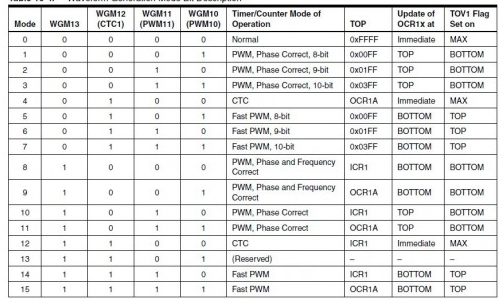 Waveform Generation Mode Bit Description
Mode WGM13 WGM12 (CTC1) WGM11 (PWM11) WGM10 (PWM10) Timer/Counter Mode of Operation TOP Update of OCR1x at TOV1 Flag Set on
0 0 0 0 0 Normal 0xFFFF Immediate MAX
1 0 0 0 1 PWM, Phase Correct, 8-bit 0x00FF TOP BOTTOM
2 0 0 1 0 PWM, Phase Correct, 9-bit 0x01FF TOP BOTTOM
3 0 0 1 1 PWM, Phase Correct, 10-bit 0x03FF TOP BOTTOM
4 0 1 0 0 CTC OCR1A Immediate MAX
5 0 1 0 1 Fast PWM, 8-bit 0x00FF BOTTOM TOP
6 0 1 1 0 Fast PWM, 9-bit 0x01FF BOTTOM TOP
7 0 1 1 1 Fast PWM, 10-bit 0x03FF BOTTOM TOP
8 1 0 0 0 PWM, Phase and Frequency Correct ICR1 BOTTOM BOTTOM
9 1 0 0 1 PWM, Phase and Frequency Correct OCR1A BOTTOM BOTTOM
10 1 0 1 0 PWM, Phase Correct ICR1 TOP BOTTOM
11 1 0 1 1 PWM, Phase Correct OCR1A TOP BOTTOM
12 1 1 0 0 CTC ICR1 Immediate MAX
13 1 1 0 1 (Reserved) – – –
14 1 1 1 0 Fast PWM ICR1 BOTTOM TOP
15 1 1 1 1 Fast PWM OCR1A BOTTOM TOP